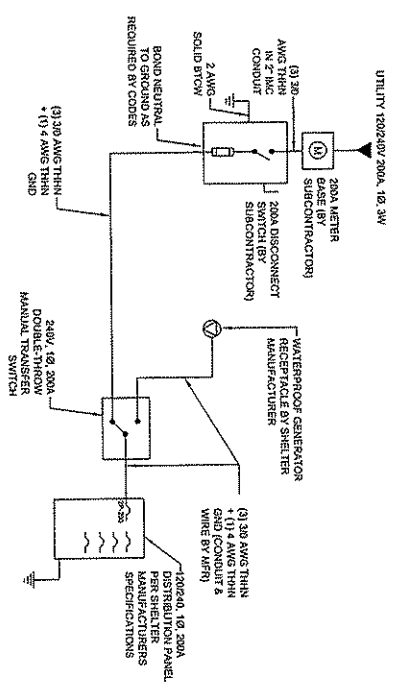 UTILITY 120/240V 200A, 1Ø, 3W
200A METER
BASE (BY
SUBCONTRACTOR)
M
(3) 3/0
AWG THHN
IN 2" IMC
CONDUIT
200A DISCONNECT
SWITCH (BY
SUBCONTRACTOR)
2 AWG
SOLID BTCW
BOND NEUTRAL
TO GROUND AS
REQUIRED BY CODES
(3) 3/0 AWG THHN
+ (1) 4 AWG THHN
GND
WATERPROOF GENERATOR
RECEPTACLE BY SHELTER
MANUFACTURER
240V, 1Ø, 200A
DOUBLE-THROW
MANUAL TRANSFER
SWITCH
(3) 3/0 AWG THHN
+ (1) 4 AWG THHN
GND (CONDUIT &
WIRE BY MFR)
2P-200
120/240, 1Ø, 200A
DISTRIBUTION PANEL
PER SHELTER
MANUFACTURERS
SPECIFICATIONS